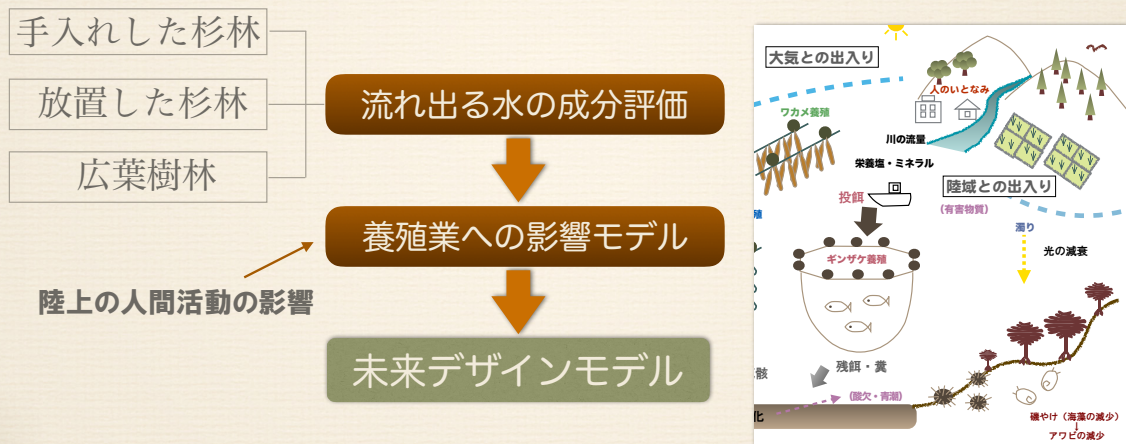 手入れした杉林
放置した杉林
広葉樹林
流れ出る水の成分評価
養殖業への影響モデル
陸上の人間活動の影響
未来デザインモデル
大気との出入り
人のいとなみ
ワカメ養殖
川の流量
栄養塩・ミネラル
陸域との出入り
（有害物質）
投餌
殖
濁り
光の減衰
ギンザケ養殖
残餌・糞
骸
（酸欠・青潮）
化
磯やけ（海藻の減少）
↓
アワビの減少